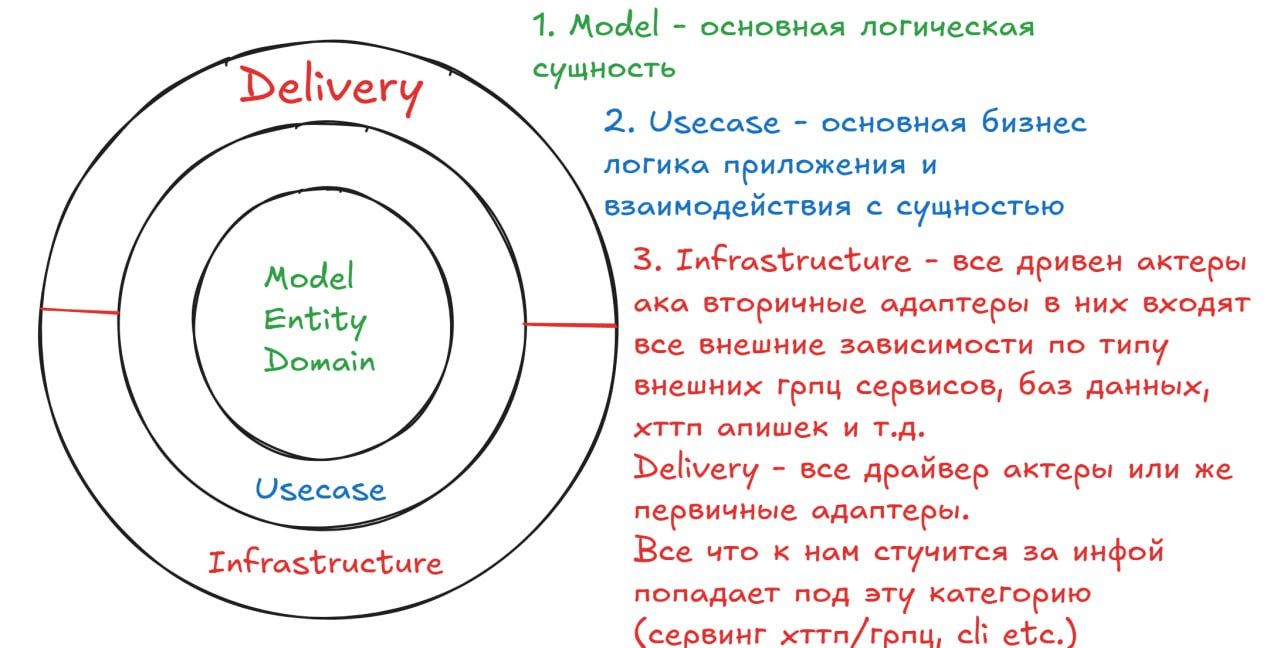 Delivery
Model
Entity
Domain
Usecase
Infrastructure
1. Model - основная логическая
сущность
2. Usecase - основная бизнес
логика приложения и
взаимодействия с сущностью
3. Infrastructure - все дривен актеры
ака вторичные адаптеры в них входят
все внешние зависимости по типу
внешних грпц сервисов, баз данных,
хттп апишек и т.д.
Delivery - все драйвер актеры или же
первичные адаптеры.
Все что к нам стучится за инфой
попадает под эту категорию
(сервинг хттп/грпц, cli etc.)